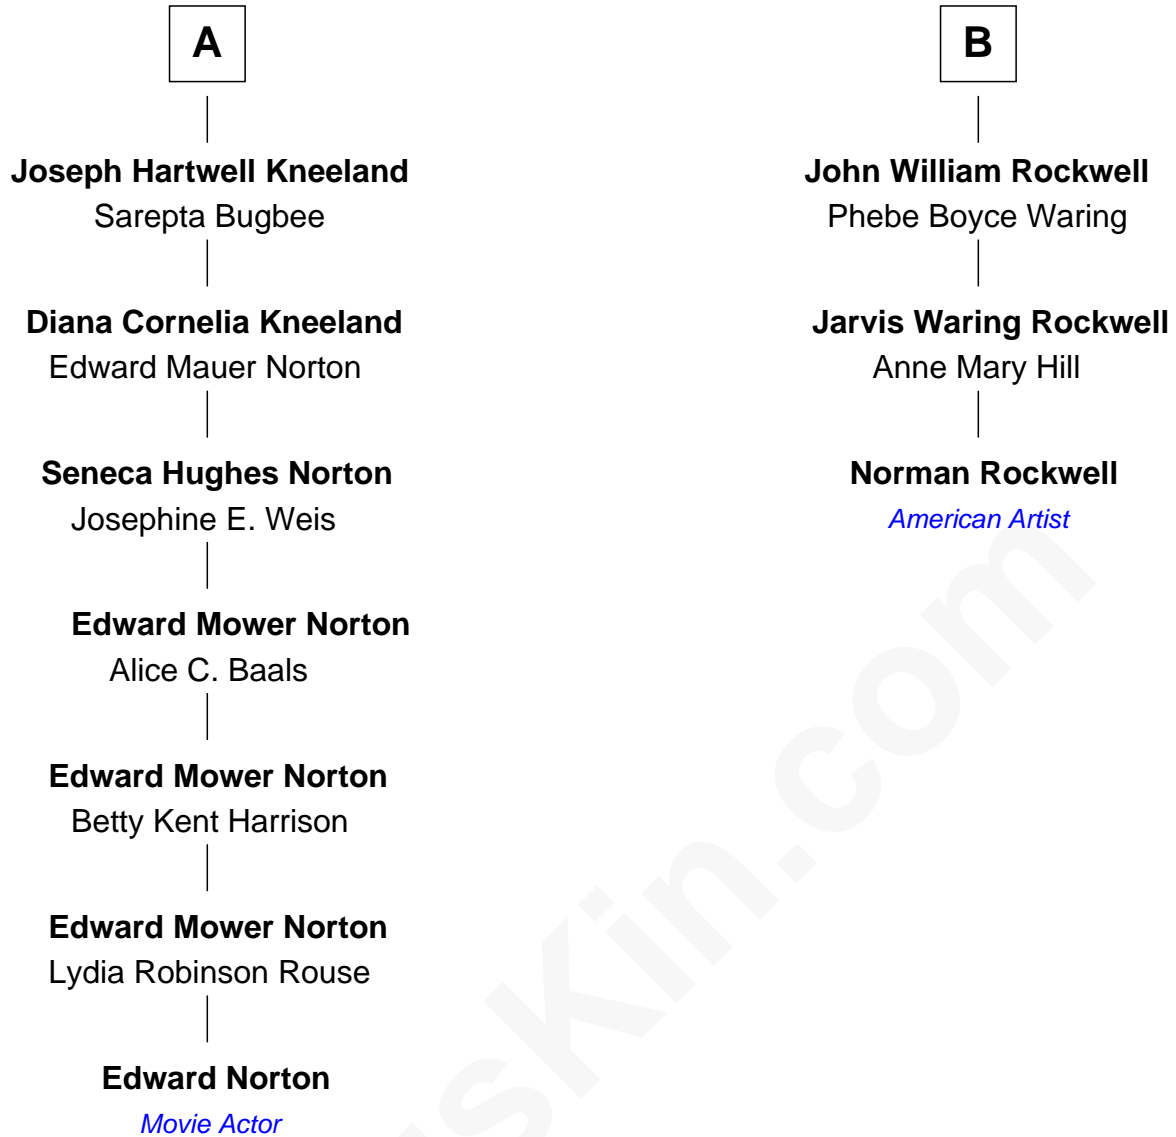 A
Joseph Hartwell Kneeland
Sarepta Bugbee
Diana Cornelia Kneeland
Edward Mauer Norton
Seneca Hughes Norton
Josephine E. Weis
Edward Mower Norton
Alice C. Baals
Edward Mower Norton
Betty Kent Harrison
Edward Mower Norton
Lydia Robinson Rouse
Edward Norton
Movie Actor
B
John William Rockwell
Phebe Boyce Waring
Jarvis Waring Rockwell
Anne Mary Hill
Norman Rockwell
American Artist
sKin.com